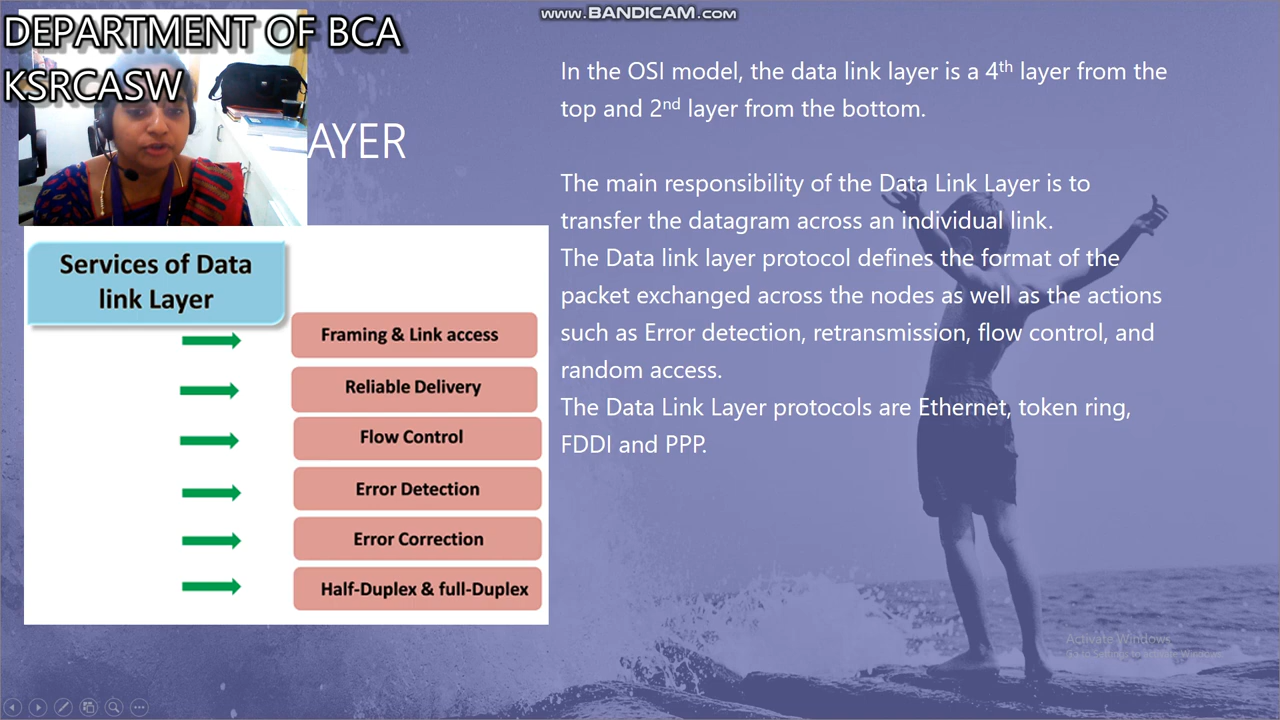 www.BANDICAM.com
DEPARTMENT OF BCA
KSRCASW
AYER
In the OSI model, the data link layer is a 4th layer from the
top and 2nd layer from the bottom.
The main responsibility of the Data Link Layer is to
transfer the datagram across an individual link.
The Data link layer protocol defines the format of the
packet exchanged across the nodes as well as the actions
such as Error detection, retransmission, flow control, and
random access.
The Data Link Layer protocols are Ethernet, token ring,
FDDI and PPP.
Services of Data
link Layer
Framing & Link access
Reliable Delivery
Flow Control
Error Detection
Error Correction
Half-Duplex & full-Duplex
Activate Windows